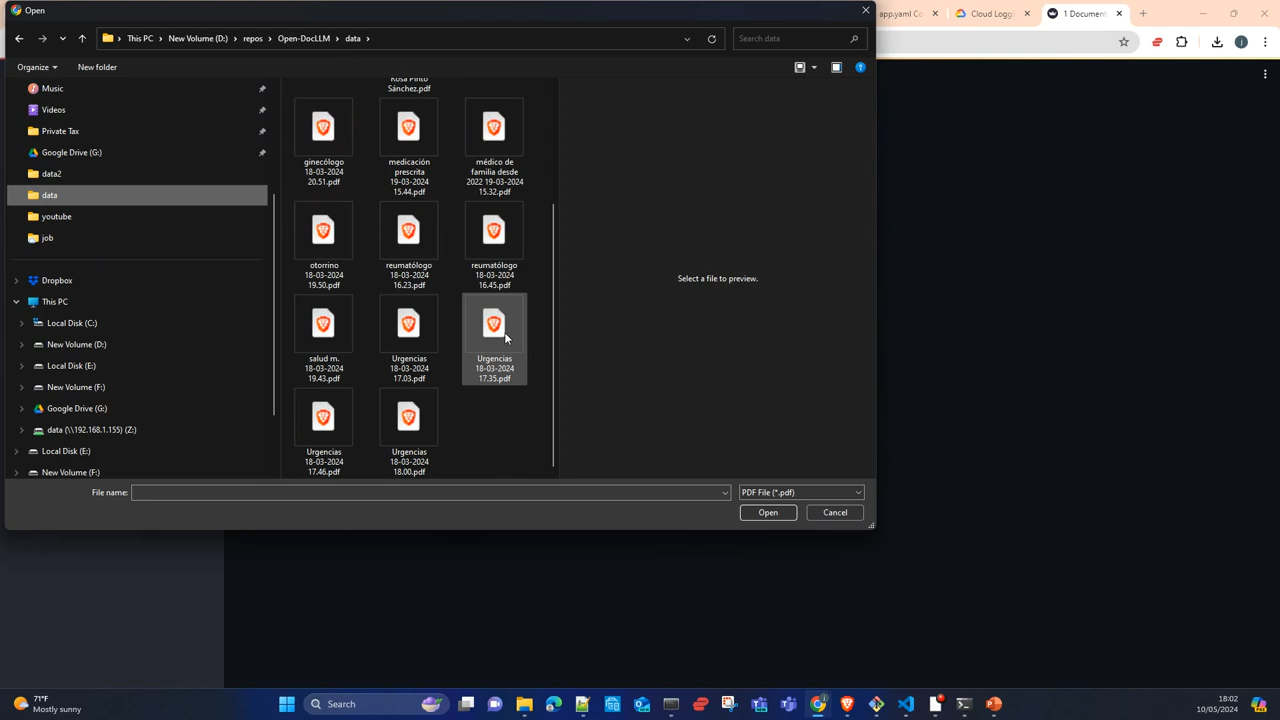 Open
app.yaml Co
Cloud Loggin
1 Document
This PC
New Volume (D:)
repos
Open-DocLLM
data
Search data
Organize
New folder
Music
Videos
Private Tax
Google Drive (G:)
data2
data
youtube
job
Dropbox
This PC
Local Disk (C:)
New Volume (D:)
Local Disk (E:)
New Volume (F:)
Google Drive (G:)
data (\\192.168.1.155) (Z:)
Local Disk (E:)
New Volume (F:)
Rosa Pinto
Sánchez.pdf
ginecólogo
18-03-2024
20.51.pdf
medicación
prescrita
19-03-2024
15.44.pdf
médico de
familia desde
2022 19-03-2024
15.32.pdf
otorrino
18-03-2024
19.50.pdf
reumatólogo
18-03-2024
16.23.pdf
reumatólogo
18-03-2024
16.45.pdf
salud m.
18-03-2024
19.43.pdf
Urgencias
18-03-2024
17.03.pdf
Urgencias
18-03-2024
17.35.pdf
Urgencias
18-03-2024
17.46.pdf
Urgencias
18-03-2024
18.00.pdf
Select a file to preview.
File name:
PDF File (*.pdf)
Open
Cancel
71°F
Mostly sunny
Search
18:02
10/05/2024